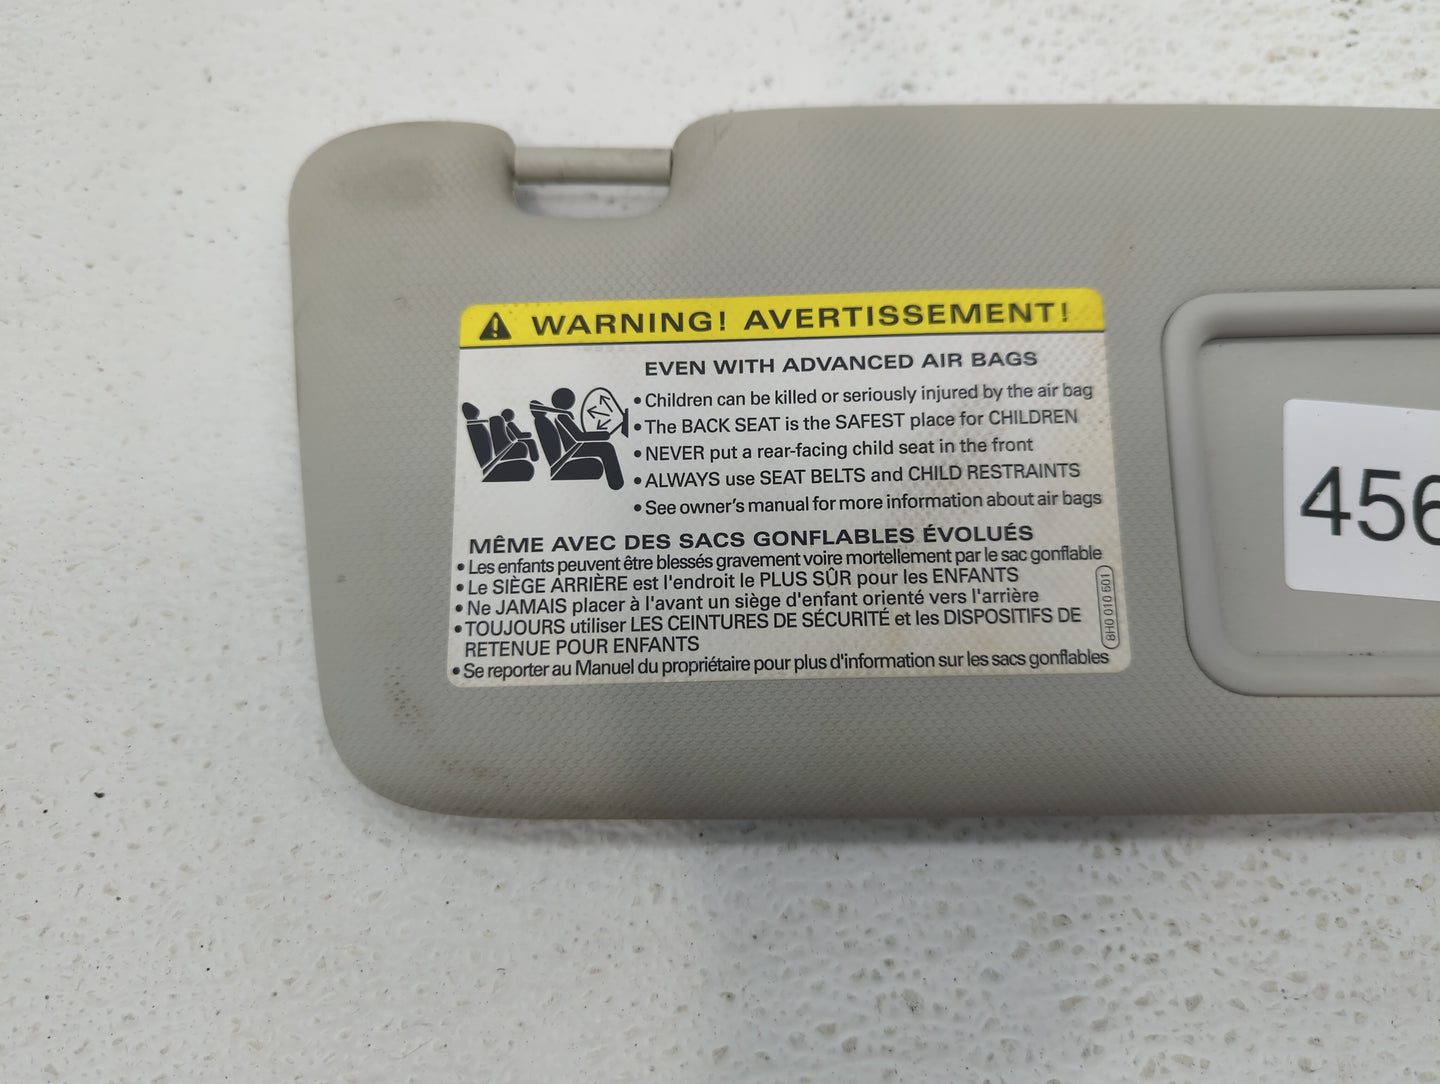 WARNING! AVERTISSEMENT!
EVEN WITH ADVANCED AIR BAGS
• Children can be killed or seriously injured by the air bag
• The BACK SEAT is the SAFEST place for CHILDREN
• NEVER put a rear-facing child seat in the front
• ALWAYS use SEAT BELTS and CHILD RESTRAINTS
• See owner's manual for more information about air bags
MÊME AVEC DES SACS GONFLABLES ÉVOLUÉS
• Les enfants peuvent être blessés gravement voire mortellement par le sac gonflable
• Le SIÈGE ARRIÈRE est l'endroit le PLUS SÛR pour les ENFANTS
• Ne JAMAIS placer à l'avant un siège d'enfant orienté vers l'arrière
• TOUJOURS utiliser LES CEINTURES DE SÉCURITÉ et les DISPOSITIFS DE
RETENUE POUR ENFANTS
• Se reporter au Manuel du propriétaire pour plus d'information sur les sacs gonflables
8H0 010 601
456